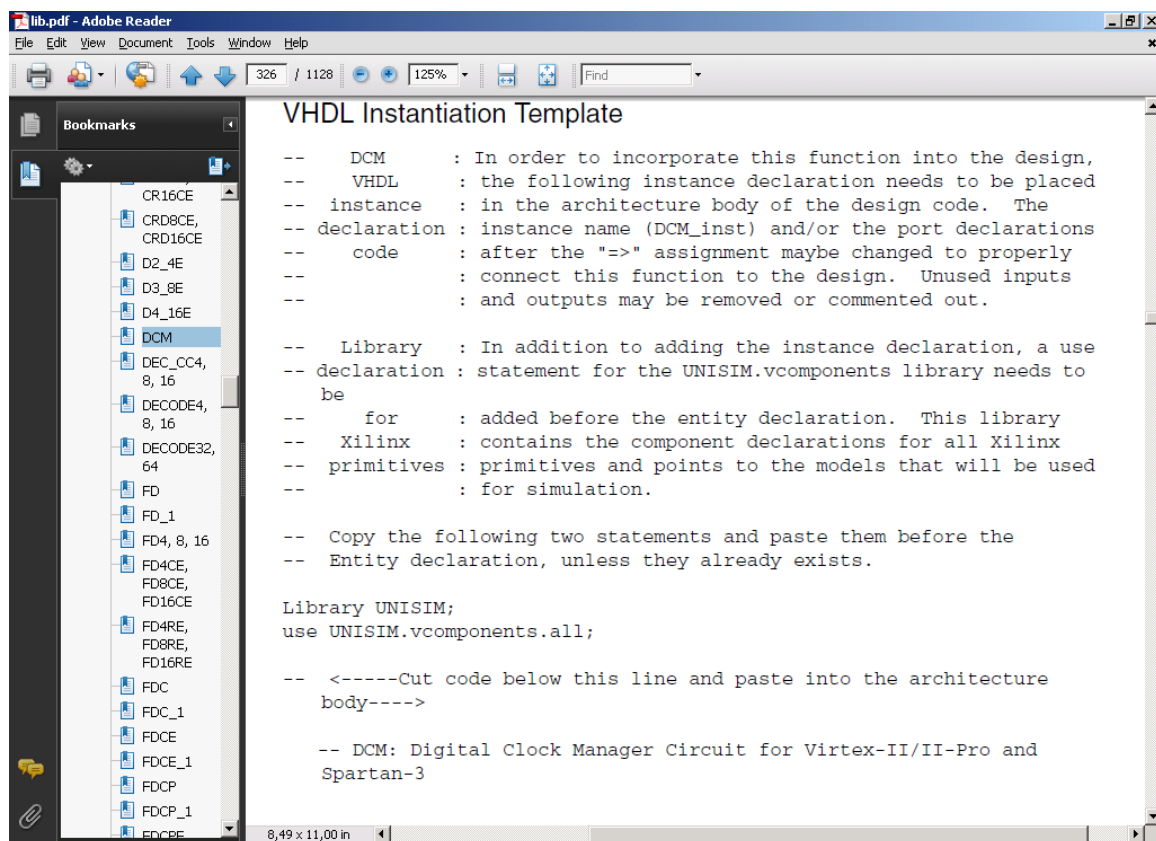 lib.pdf - Adobe Reader
File Edit View Document Tools Window Help
326 / 1128 125% Find
Bookmarks
CR16CE
CRD8CE,
CRD16CE
D2_4E
D3_8E
D4_16E
DCM
DEC_CC4,
8, 16
DECODE4,
8, 16
DECODE32,
64
FD
FD_1
FD4, 8, 16
FD4CE,
FD8CE,
FD16CE
FD4RE,
FD8RE,
FD16RE
FDC
FDC_1
FDCE
FDCE_1
FDCP
FDCP_1
FDCPE
VHDL Instantiation Template
-- DCM : In order to incorporate this function into the design,
-- VHDL : the following instance declaration needs to be placed
-- instance : in the architecture body of the design code. The
-- declaration : instance name (DCM_inst) and/or the port declarations
-- code : after the "=>" assignment maybe changed to properly
-- : connect this function to the design. Unused inputs
-- : and outputs may be removed or commented out.
-- Library : In addition to adding the instance declaration, a use
-- declaration : statement for the UNISIM.vcomponents library needs to
be
-- for : added before the entity declaration. This library
-- Xilinx : contains the component declarations for all Xilinx
-- primitives : primitives and points to the models that will be used
-- : for simulation.
-- Copy the following two statements and paste them before the
-- Entity declaration, unless they already exists.
Library UNISIM;
use UNISIM.vcomponents.all;
-- <-----Cut code below this line and paste into the architecture
body---->
-- DCM: Digital Clock Manager Circuit for Virtex-II/II-Pro and
Spartan-3
8,49 x 11,00 in